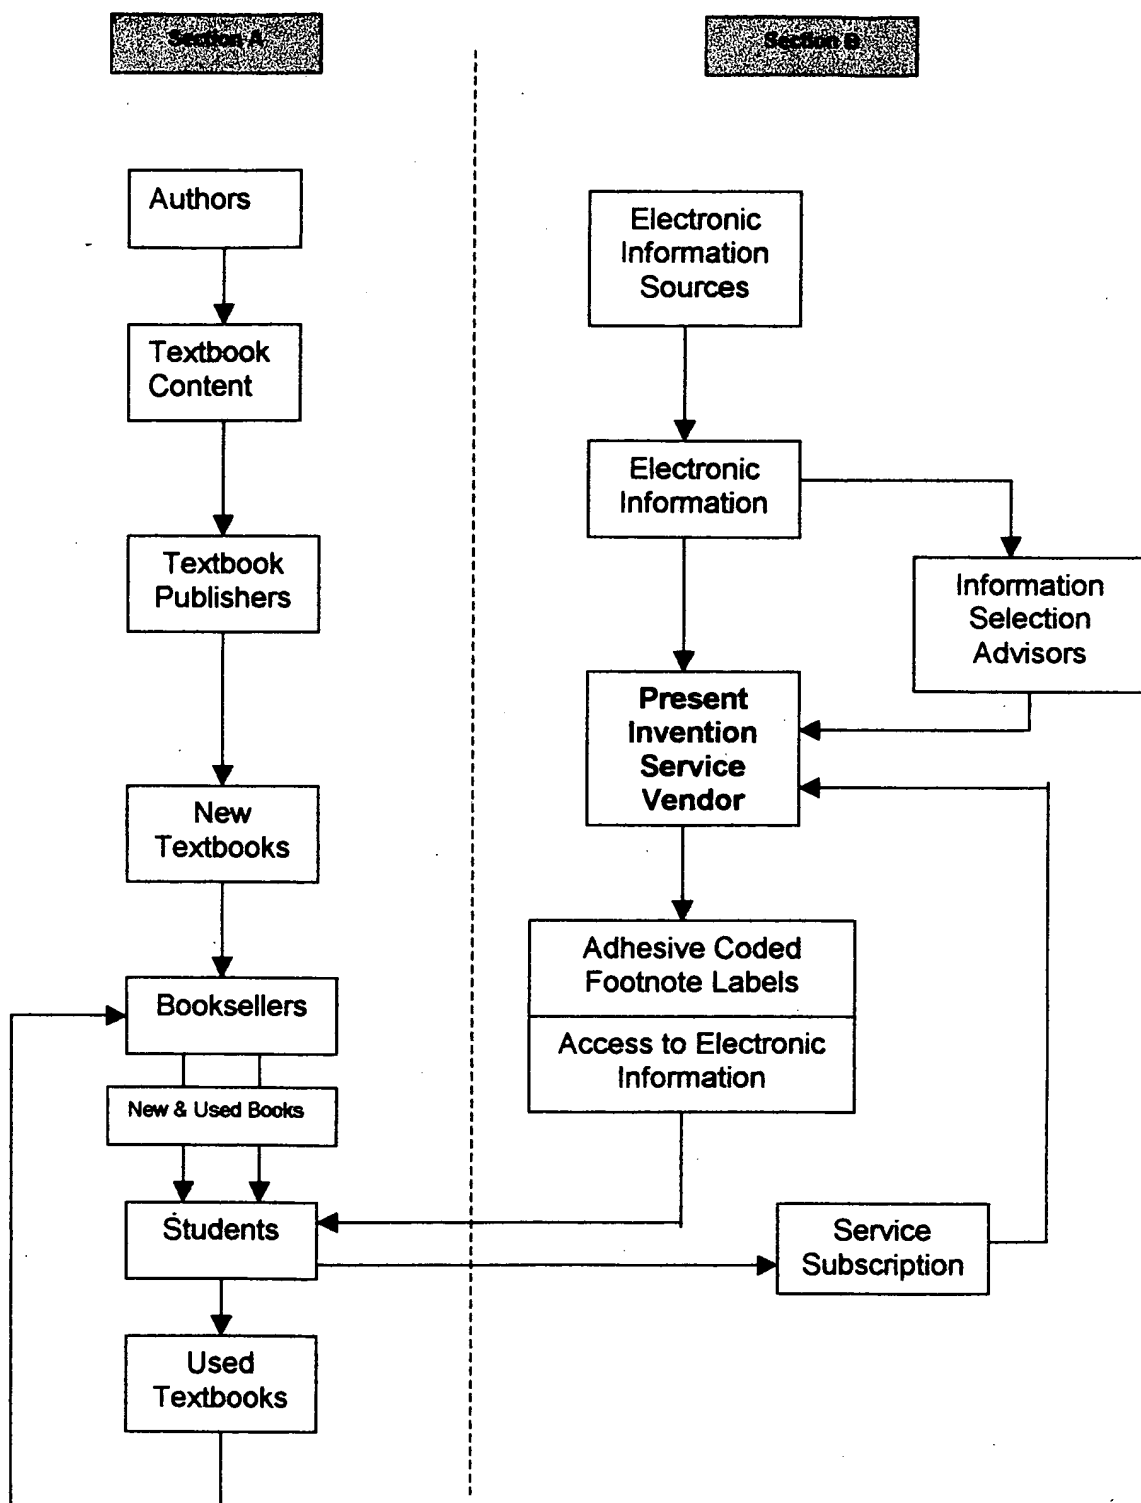 Section A
Section B
Authors
Textbook
Content
Textbook
Publishers
New
Textbooks
Booksellers
New & Used Books
Students
Used
Textbooks
Electronic
Information
Sources
Electronic
Information
Information
Selection
Advisors
Present
Invention
Service
Vendor
Adhesive Coded
Footnote Labels
Access to Electronic
Information
Service
Subscription